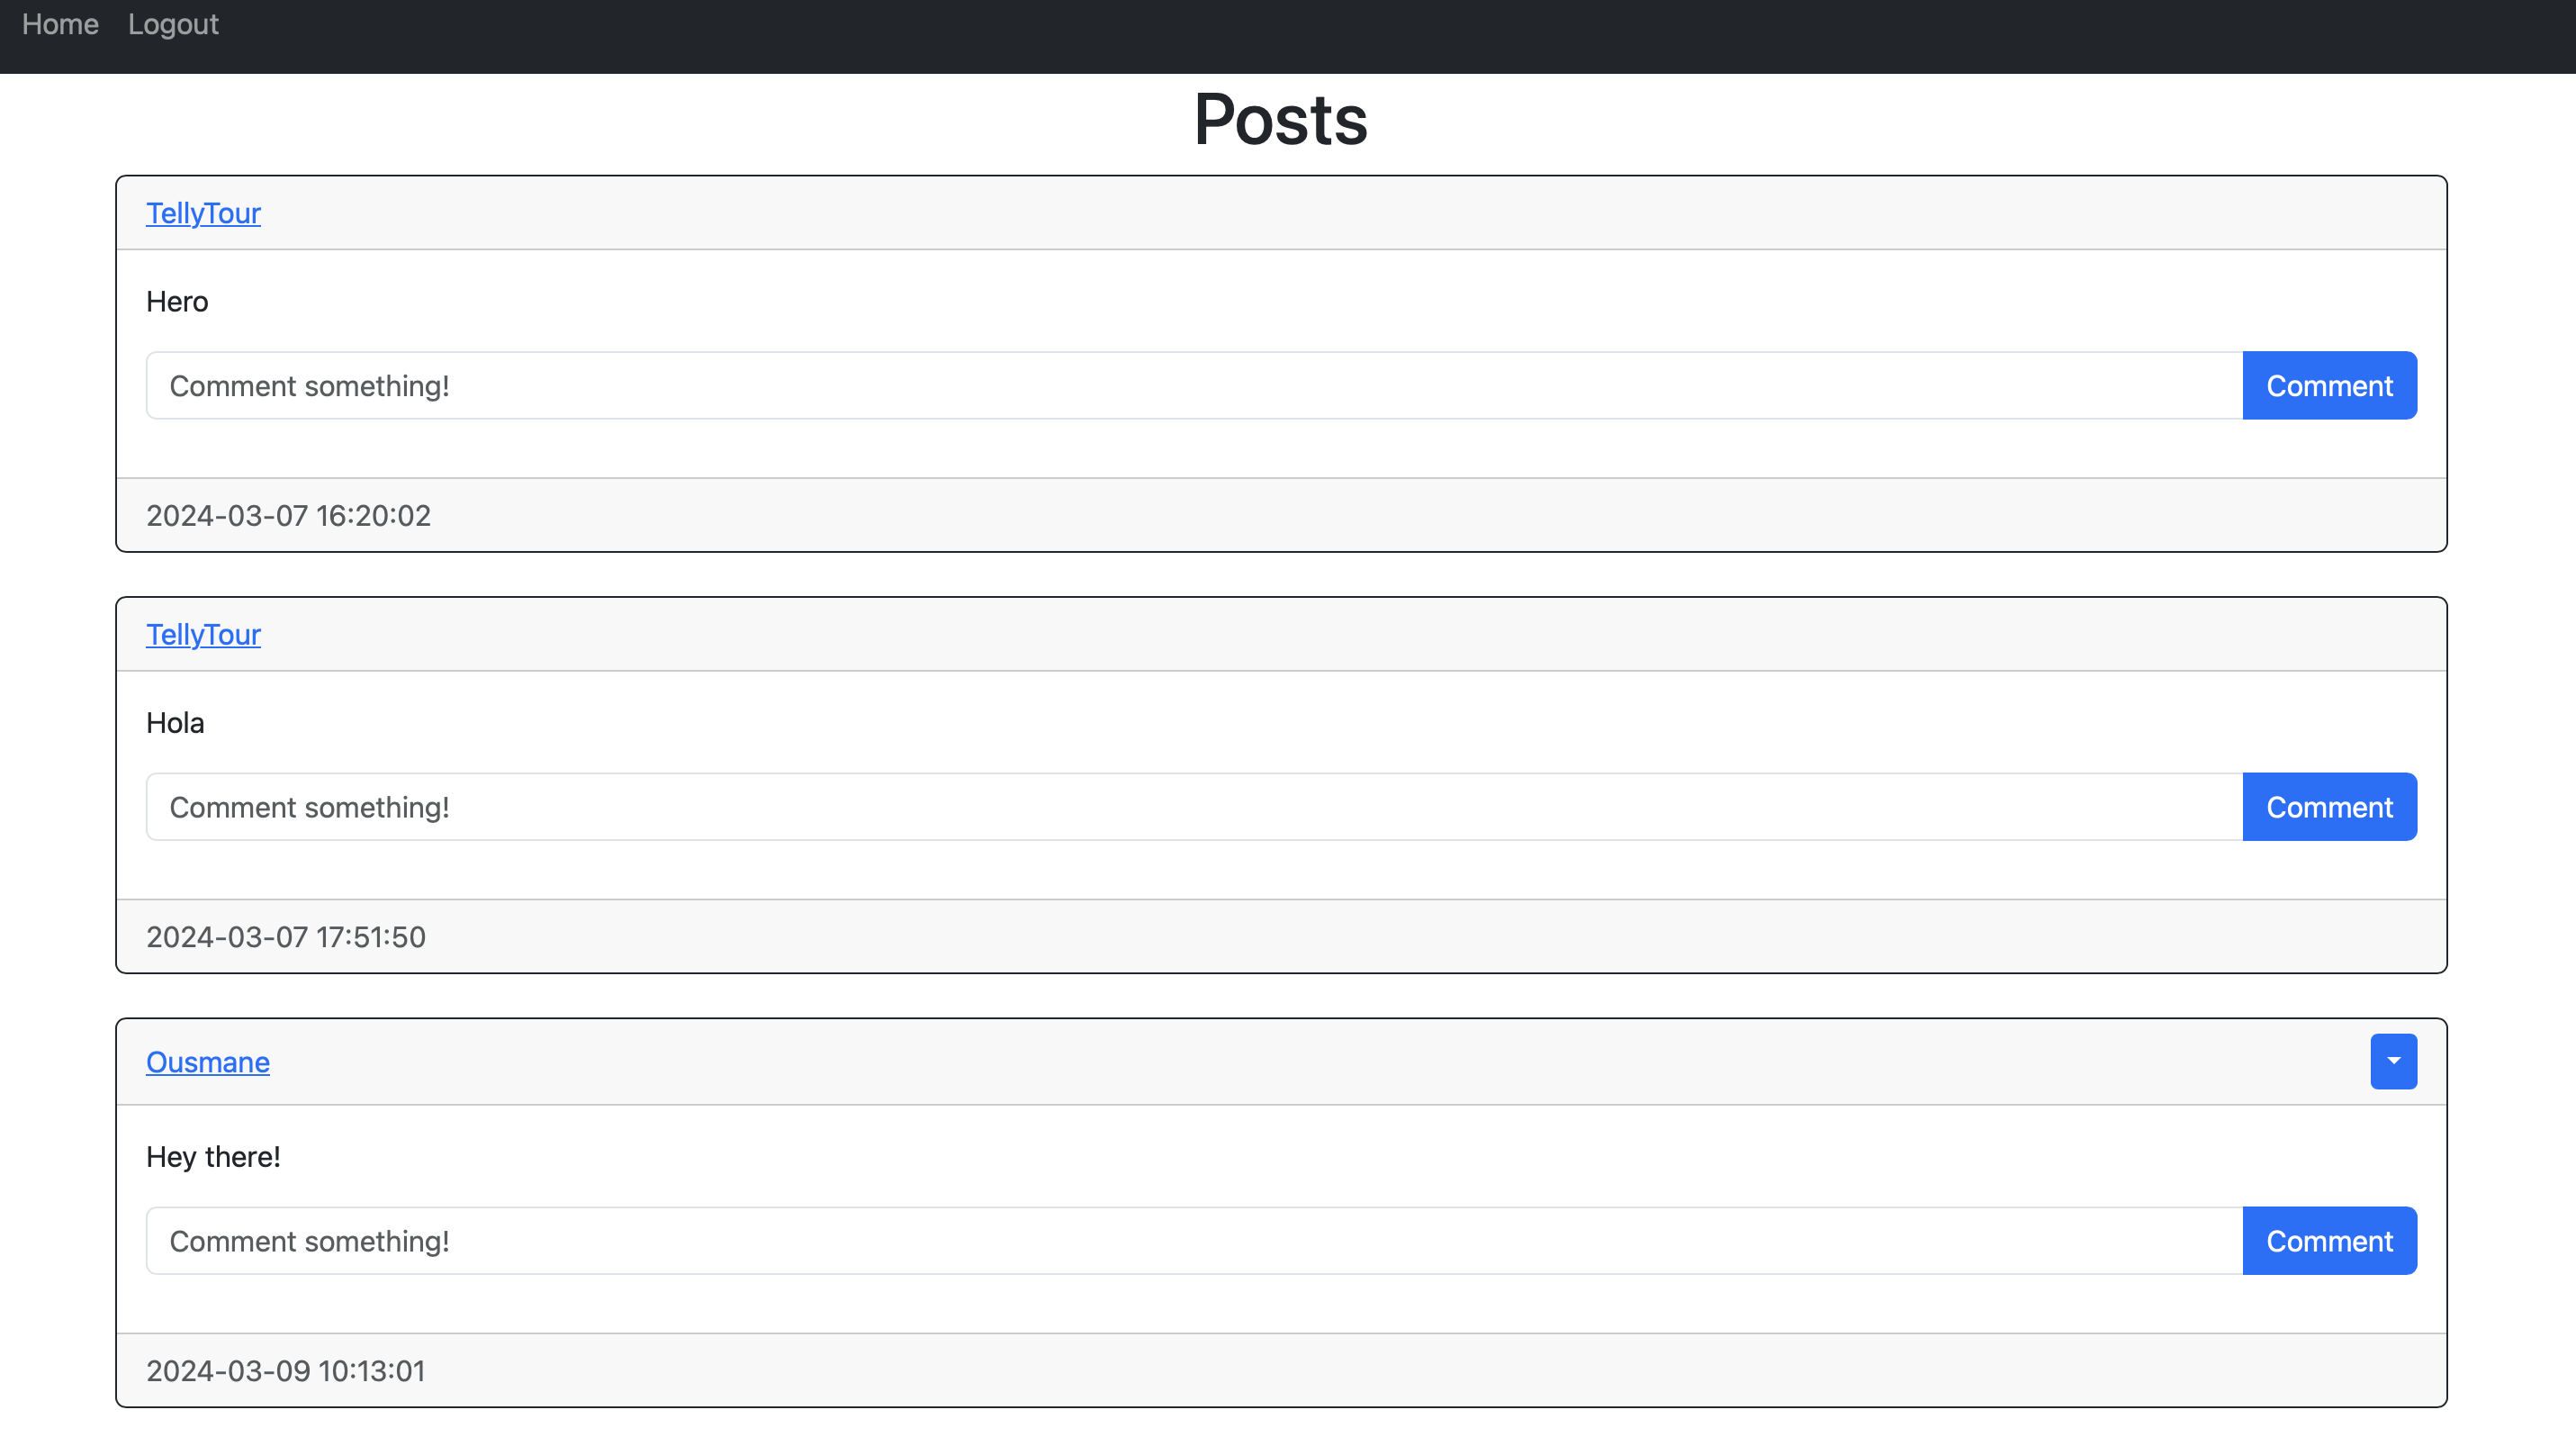 Home Logout
Posts
TellyTour
Hero
Comment something! Comment
2024-03-07 16:20:02
TellyTour
Hola
Comment something! Comment
2024-03-07 17:51:50
Ousmane
Hey there!
Comment something! Comment
2024-03-09 10:13:01